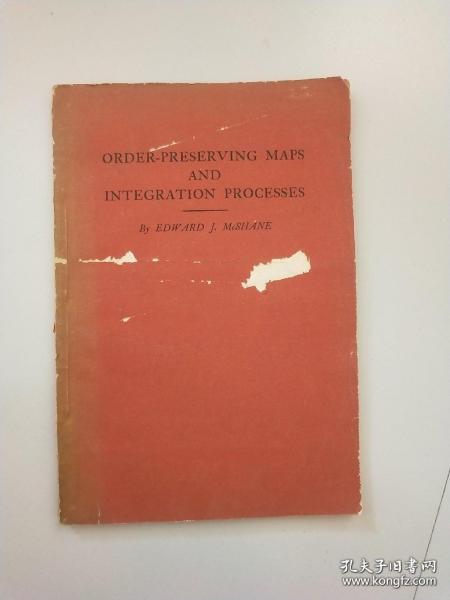 ORDER-PRESERVING MAPS
AND
INTEGRATION PROCESSES
By EDWARD J. McSHANE
孔夫子旧书网
www.kongfz.com